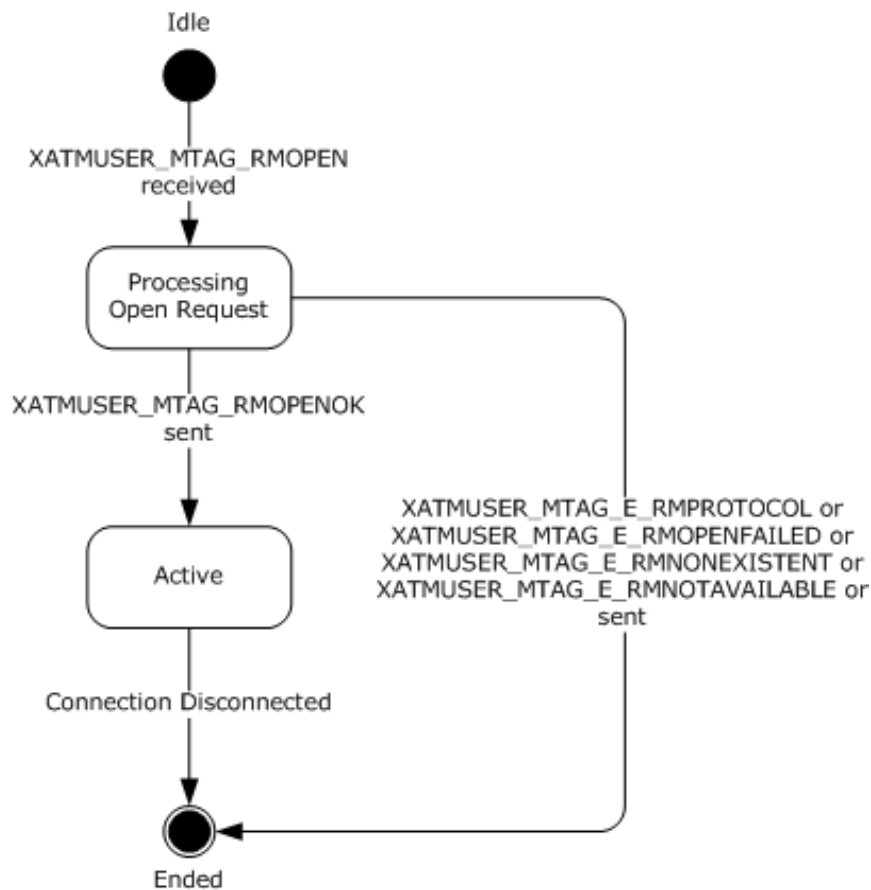 Idle
XATMUSER_MTAG_RMOPEN
received
Processing
Open Request
XATMUSER_MTAG_RMOPENOK
sent
XATMUSER_MTAG_E_RMPROTOCOL or
XATMUSER_MTAG_E_RMOPENFAILED or
XATMUSER_MTAG_E_RMNONEXISTENT or
XATMUSER_MTAG_E_RMNOTAVAILABLE or
sent
Active
Connection Disconnected
Ended